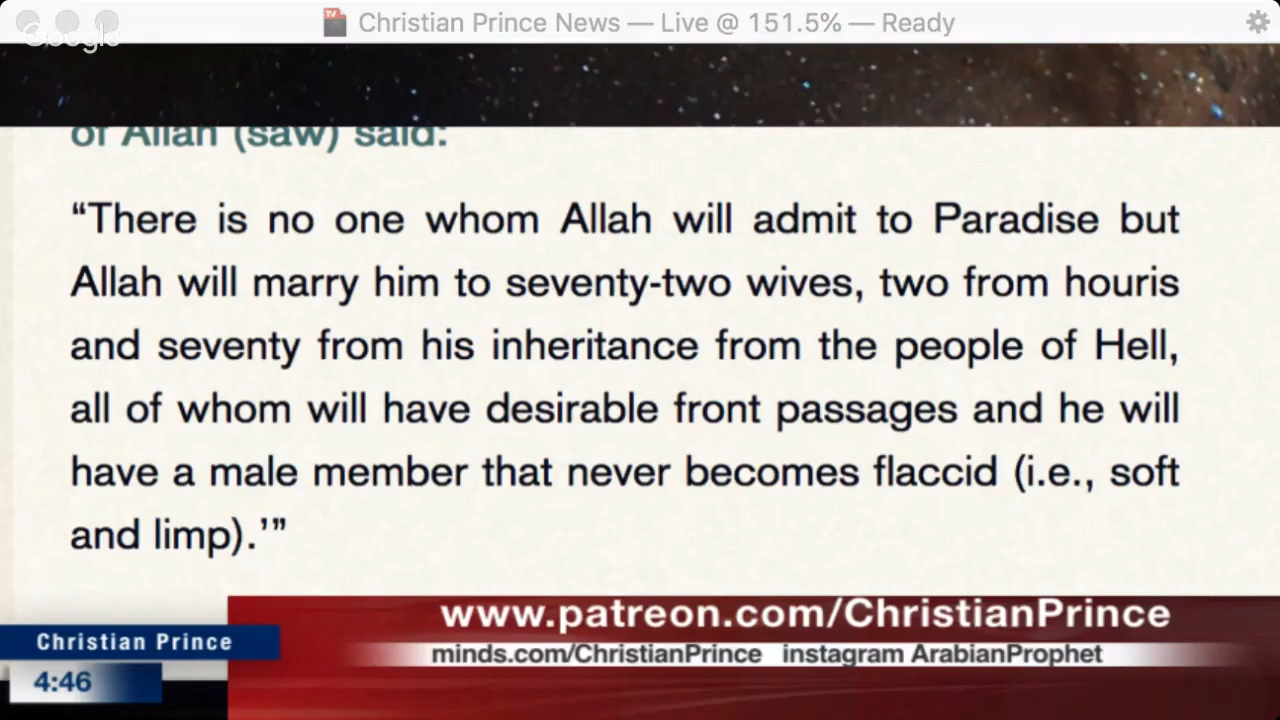 Christian Prince News — Live @ 151.5% — Ready
Google
of Allah (saw) said:
“There is no one whom Allah will admit to Paradise but
Allah will marry him to seventy-two wives, two from houris
and seventy from his inheritance from the people of Hell,
all of whom will have desirable front passages and he will
have a male member that never becomes flaccid (i.e., soft
and limp).’”
www.patreon.com/ChristianPrince
Christian Prince
minds.com/ChristianPrince instagram ArabianProphet
4:46